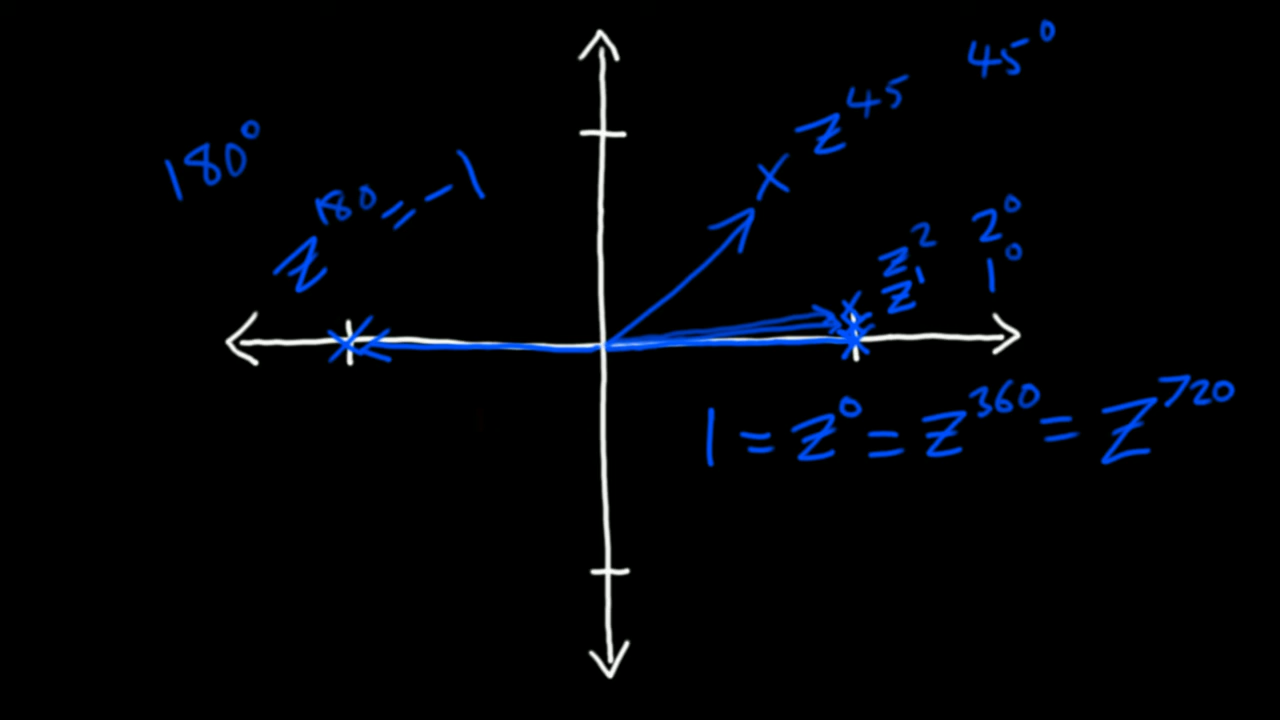 45°
z^45
180°
z^180 = -1
z^2 2°
z^1 1°
1 = z^0 = z^360 = z^720